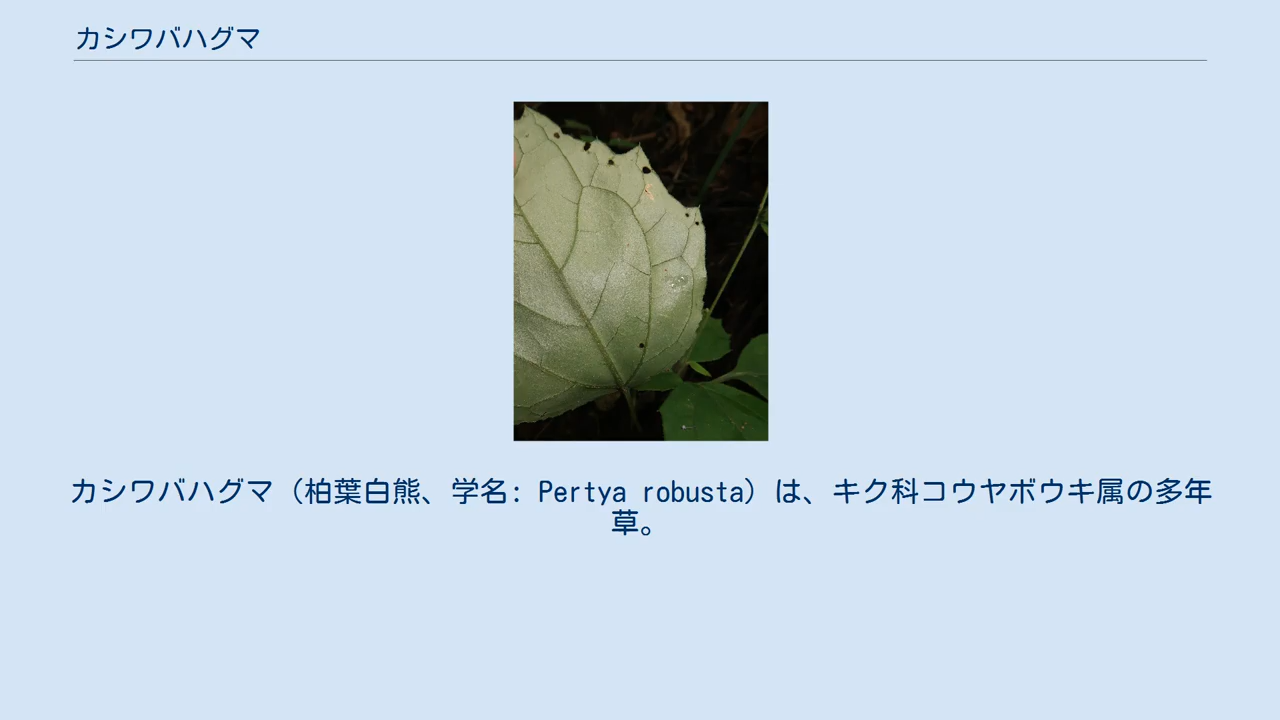 カシワバハグマ
カシワバハグマ（柏葉白熊、学名: Pertya robusta）は、キク科コウヤボウキ属の多年
草。